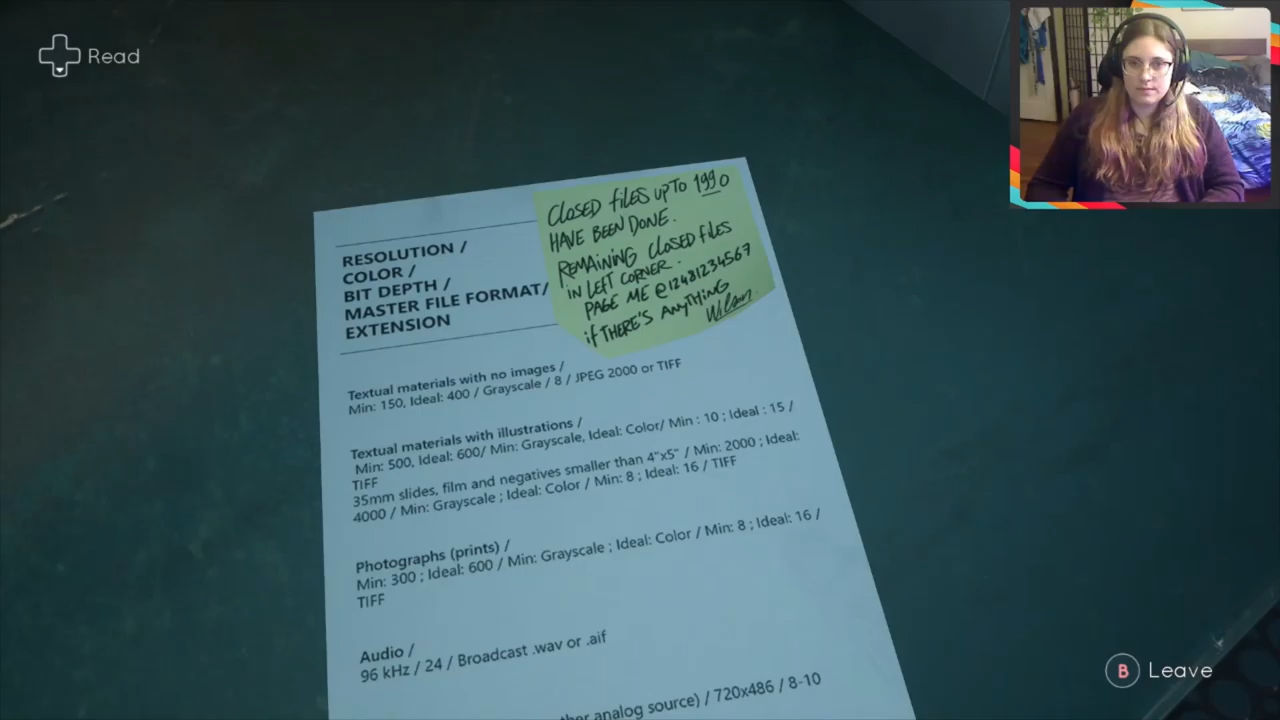 Read
CLOSED FILES UP TO 1990
HAVE BEEN DONE.
REMAINING CLOSED FILES
IN LEFT CORNER.
PAGE ME @12481234567
if THERE'S ANYTHING
Wilson
RESOLUTION /
COLOR /
BIT DEPTH /
MASTER FILE FORMAT/
EXTENSION
Textual materials with no images /
Min: 150, Ideal: 400 / Grayscale / 8 / JPEG 2000 or TIFF
Textual materials with illustrations /
Min: 500, Ideal: 600/ Min: Grayscale, Ideal: Color/ Min : 10 ; Ideal : 15 /
TIFF
35mm slides, film and negatives smaller than 4"x5" / Min: 2000 ; Ideal:
4000 / Min: Grayscale ; Ideal: Color / Min: 8 ; Ideal: 16 / TIFF
Photographs (prints) /
Min: 300 ; Ideal: 600 / Min: Grayscale ; Ideal: Color / Min: 8 ; Ideal: 16 /
TIFF
Audio /
96 kHz / 24 / Broadcast .wav or .aif
analog source) / 720x486 / 8-10
B Leave